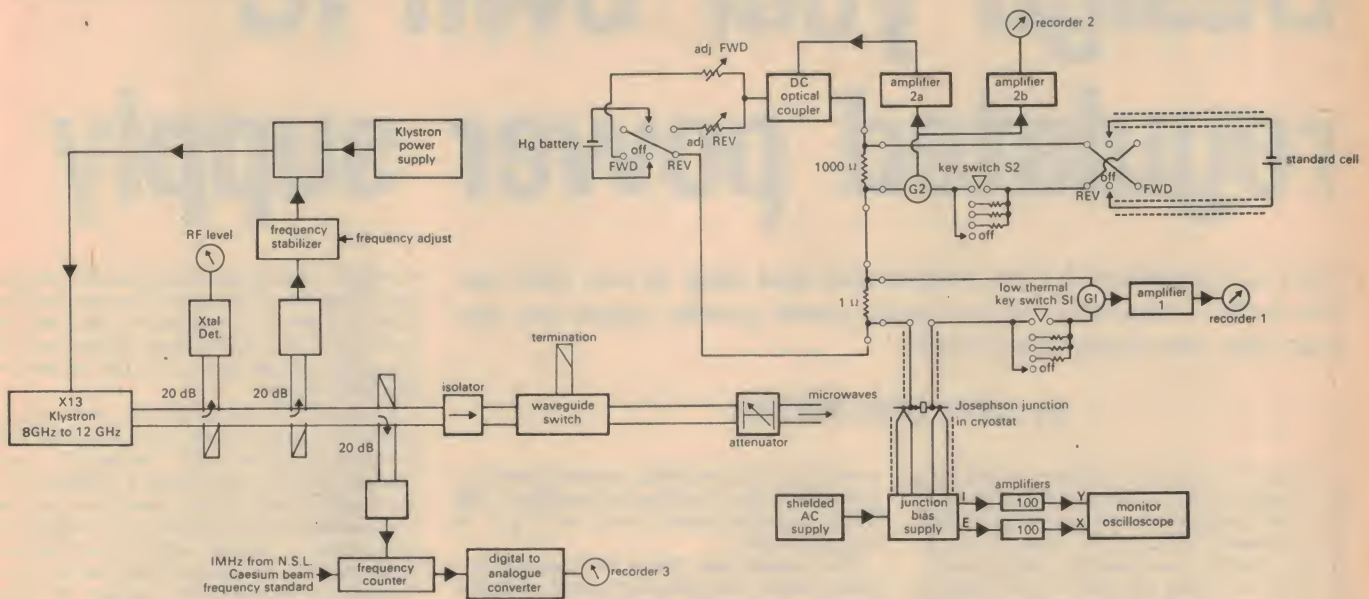 recorder 2
adj FWD
DC
optical
coupler
amplifier
2a
amplifier
2b
Klystron
power
supply
Hg battery
off
adj
REV
FWD
REV
1000 Ω
key switch S2
G2
off
off
REV
FWD
standard cell
RF level
frequency
stabilizer
frequency adjust
Xtal
Det.
1 Ω
low thermal
key switch S1
G1
amplifier
1
recorder 1
off
termination
20 dB
20 dB
isolator
X13
Klystron
8GHz to 12 GHz
waveguide
switch
microwaves
attenuator
20 dB
Josephson junction
in cryostat
amplifiers
shielded
AC
supply
junction
bias
supply
I
100
Y
E
100
X
monitor
oscilloscope
1MHz from N.S.L.
Caesium beam
frequency standard
frequency
counter
digital to
analogue
converter
recorder 3